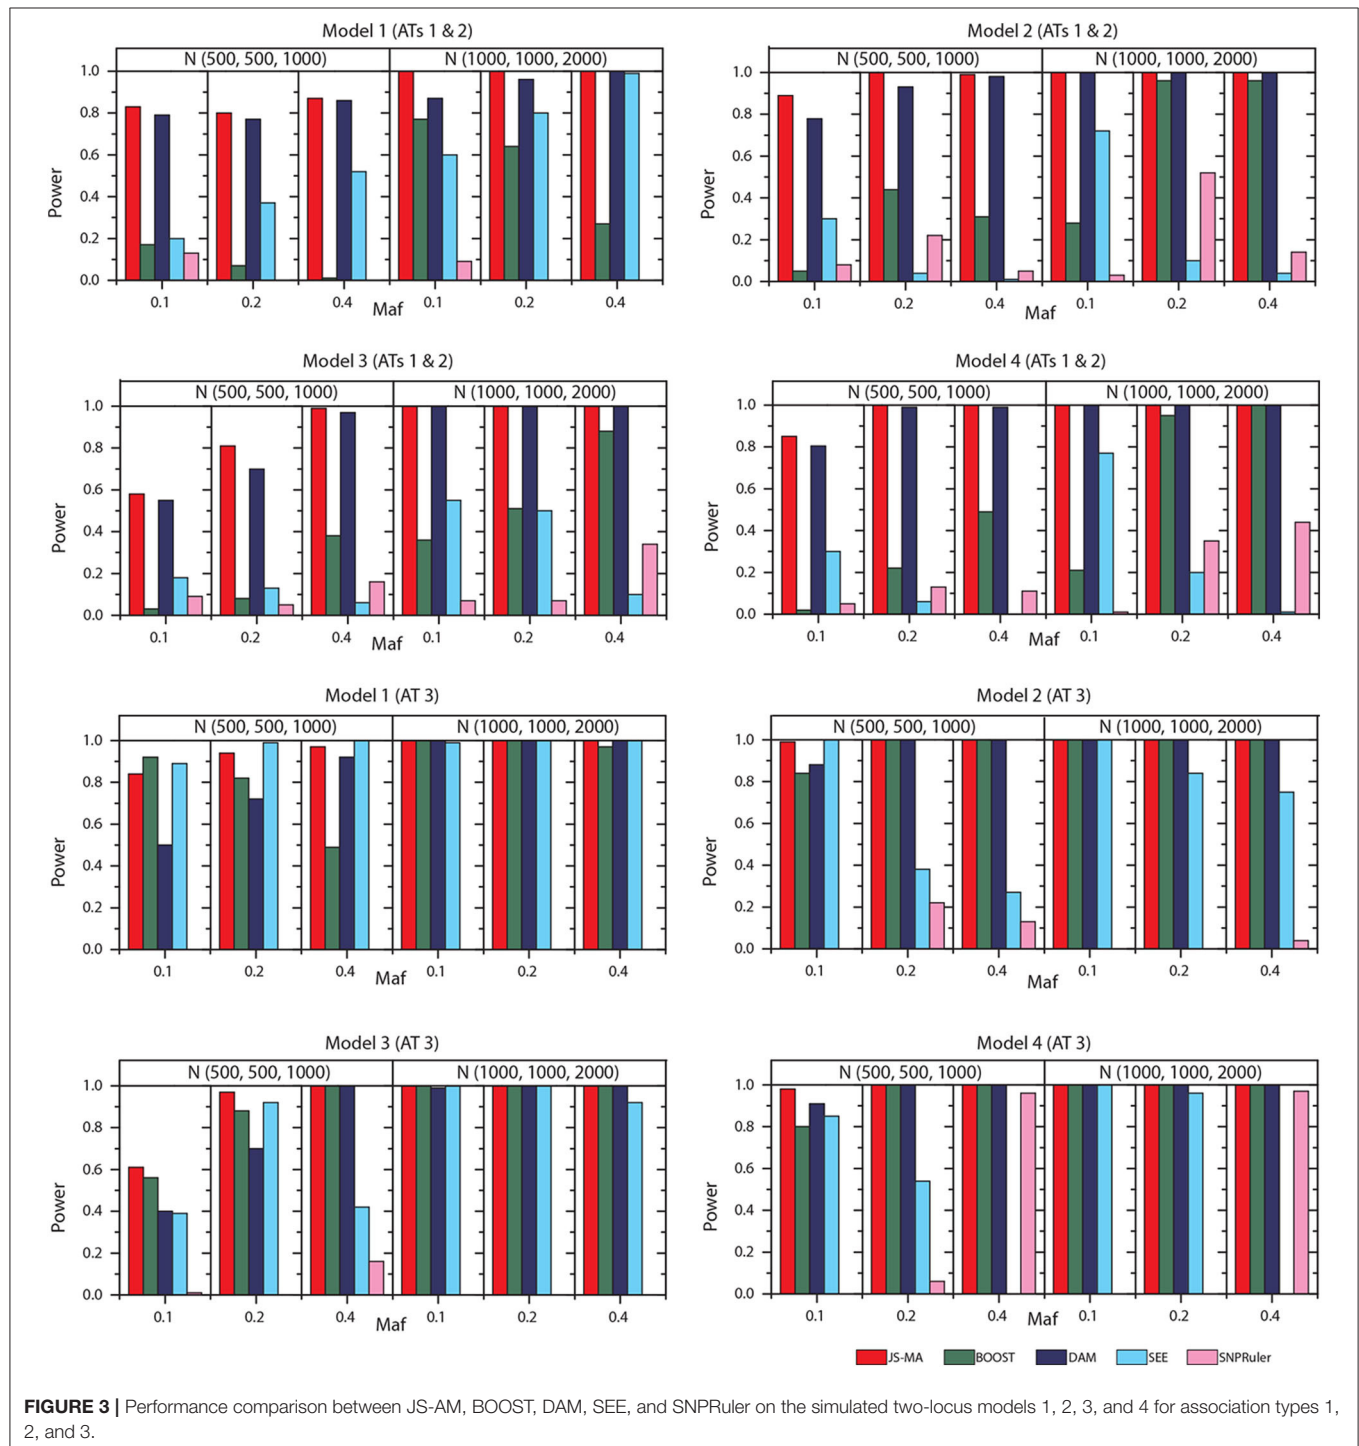 Model 1 (ATs 1 & 2)
N (500, 500, 1000) N (1000, 1000, 2000)
1.0
0.8
0.6
0.4
0.2
0.0
Power
0.1 0.2 0.4 0.1 0.2 0.4
Maf
Model 2 (ATs 1 & 2)
N (500, 500, 1000) N (1000, 1000, 2000)
1.0
0.8
0.6
0.4
0.2
0.0
Power
0.1 0.2 0.4 0.1 0.2 0.4
Maf
Model 3 (ATs 1 & 2)
N (500, 500, 1000) N (1000, 1000, 2000)
1.0
0.8
0.6
0.4
0.2
0.0
Power
0.1 0.2 0.4 0.1 0.2 0.4
Maf
Model 4 (ATs 1 & 2)
N (500, 500, 1000) N (1000, 1000, 2000)
1.0
0.8
0.6
0.4
0.2
0.0
Power
0.1 0.2 0.4 0.1 0.2 0.4
Maf
Model 1 (AT 3)
N (500, 500, 1000) N (1000, 1000, 2000)
1.0
0.8
0.6
0.4
0.2
0.0
Power
0.1 0.2 0.4 0.1 0.2 0.4
Maf
Model 2 (AT 3)
N (500, 500, 1000) N (1000, 1000, 2000)
1.0
0.8
0.6
0.4
0.2
0.0
Power
0.1 0.2 0.4 0.1 0.2 0.4
Maf
Model 3 (AT 3)
N (500, 500, 1000) N (1000, 1000, 2000)
1.0
0.8
0.6
0.4
0.2
0.0
Power
0.1 0.2 0.4 0.1 0.2 0.4
Maf
Model 4 (AT 3)
N (500, 500, 1000) N (1000, 1000, 2000)
1.0
0.8
0.6
0.4
0.2
0.0
Power
0.1 0.2 0.4 0.1 0.2 0.4
Maf
JS-MA BOOST DAM SEE SNPRuler
FIGURE 3 | Performance comparison between JS-AM, BOOST, DAM, SEE, and SNPRuler on the simulated two-locus models 1, 2, 3, and 4 for association types 1,
2, and 3.